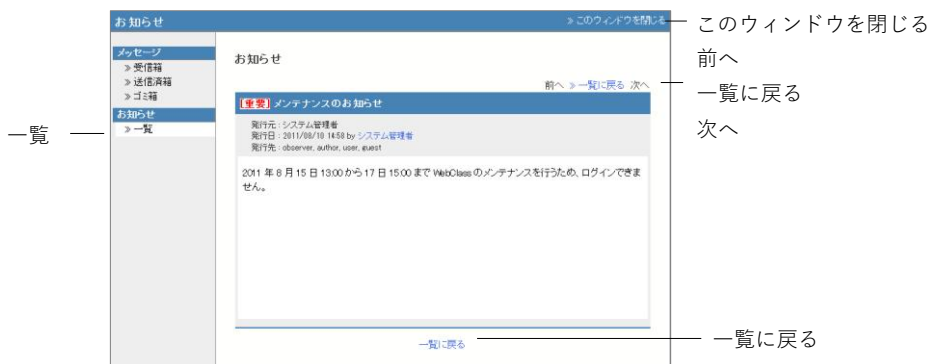 お知らせ
» このウィンドウを閉じる
このウィンドウを閉じる
メッセージ
» 受信箱
» 送信済箱
» ゴミ箱
お知らせ
» 一覧
一覧
お知らせ
前へ » 一覧に戻る 次へ
前へ
一覧に戻る
次へ
【重要】メンテナンスのお知らせ
発行元 : システム管理者
発行日 : 2011/08/10 14:58 by システム管理者
発行先 : observer, author, user, guest
2011 年 8 月 15 日 13:00 から 17 日 15:00 まで WebClass のメンテナンスを行うため、ログインできま
せん。
一覧に戻る
一覧に戻る